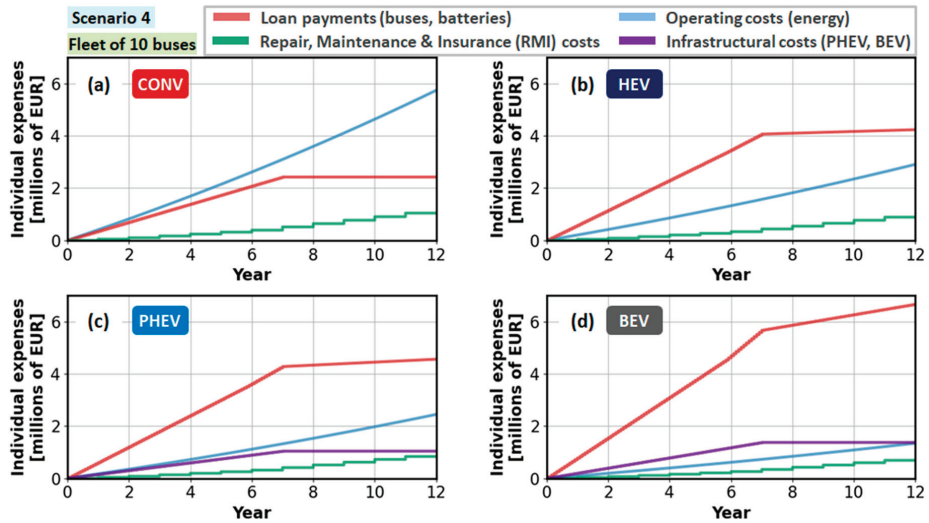 Scenario 4
Fleet of 10 buses
Loan payments (buses, batteries)
Operating costs (energy)
Repair, Maintenance & Insurance (RMI) costs
Infrastructural costs (PHEV, BEV)
(a) CONV
Individual expenses
[millions of EUR]
6
4
2
0
0 2 4 6 8 10 12
Year
(b) HEV
Individual expenses
[millions of EUR]
6
4
2
0
0 2 4 6 8 10 12
Year
(c) PHEV
Individual expenses
[millions of EUR]
6
4
2
0
0 2 4 6 8 10 12
Year
(d) BEV
Individual expenses
[millions of EUR]
6
4
2
0
0 2 4 6 8 10 12
Year